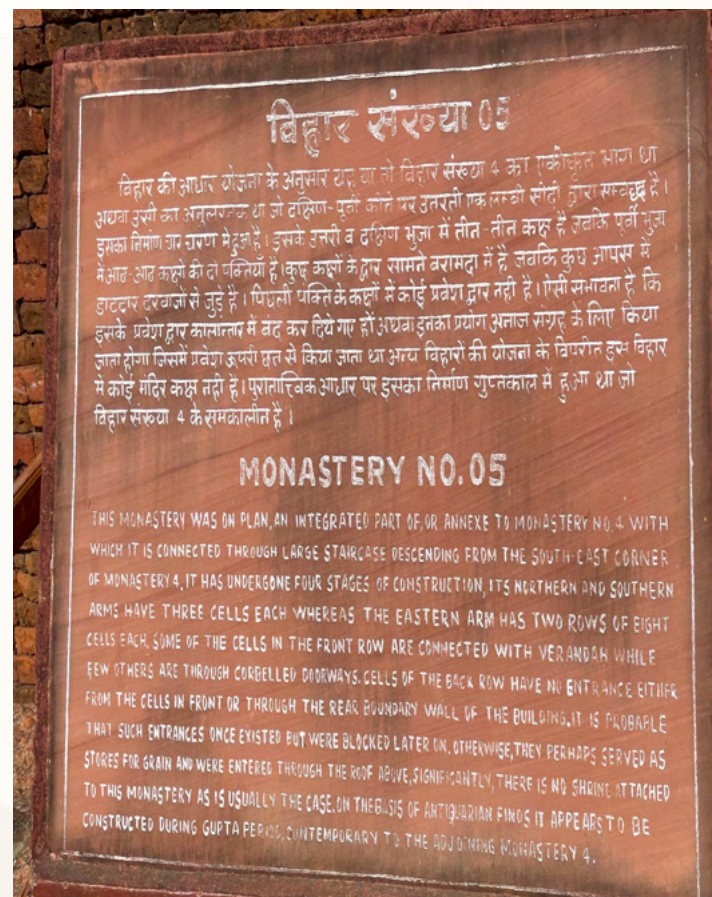 विहार संख्या 05
विहार की आधार योजना के अनुसार यह या तो विहार संख्या 4 का एकीकृत भाग था
अथवा उसी का अनुलग्नक था जो दक्षिण-पूर्वी कोने पर उतरती एक लम्बी सीढी द्वारा सम्बद्ध है।
इसका निर्माण चार चरण में हुआ है। इसके उत्तरी व दक्षिण भुजा में तीन-तीन कक्ष है जबकि पूर्वी भुजा
में आठ-आठ कक्षों की दो पंक्तियाँ है। कुछ कक्षों के द्वार सामने बरामदा में है जबकि कुछ आपस में
डाटदार दरवाजों से जुड़े है। पिछली पंक्ति के कक्षों में कोई प्रवेश द्वार नही है। ऐसी संभावना है कि
इसके प्रवेश द्वार कालान्तर में बंद कर दिये गए हों अथवा इनका प्रयोग अनाज संग्रह के लिए किया
जाता होगा जिसमें प्रवेश ऊपरी छत से किया जाता था अन्य विहारों की योजना के विपरीत इस विहार
में कोई मंदिर कक्ष नही है। पुरातात्त्विक आधार पर इसका निर्माण गुप्तकाल में हुआ था जो
विहार संख्या 4 के समकालीन है।
MONASTERY NO.05
THIS MONASTERY WAS ON PLAN, AN INTEGRATED PART OF, OR ANNEXE TO MONASTERY NO.4 WITH
WHICH IT IS CONNECTED THROUGH LARGE STAIRCASE DESCENDING FROM THE SOUTH-EAST CORNER
OF MONASTERY 4, IT HAS UNDERGONE FOUR STAGES OF CONSTRUCTION, ITS NORTHERN AND SOUTHERN
ARMS HAVE THREE CELLS EACH WHEREAS THE EASTERN ARM HAS TWO ROWS OF EIGHT
CELLS EACH. SOME OF THE CELLS IN THE FRONT ROW ARE CONNECTED WITH VERANDAH WHILE
FEW OTHERS ARE THROUGH CORBELLED DOORWAYS. CELLS OF THE BACK ROW HAVE NO ENTRANCE EITHER
FROM THE CELLS IN FRONT OR THROUGH THE REAR BOUNDARY WALL OF THE BUILDING. IT IS PROBABLE
THAT SUCH ENTRANCES ONCE EXISTED BUT WERE BLOCKED LATER ON, OTHERWISE, THEY PERHAPS SERVED AS
STORES FOR GRAIN AND WERE ENTERED THROUGH THE ROOF ABOVE, SIGNIFICANTLY, THERE IS NO SHRINE ATTACHED
TO THIS MONASTERY AS IS USUALLY THE CASE. ON THE BASIS OF ANTIQUARIAN FINDS IT APPEARS TO BE
CONSTRUCTED DURING GUPTA PERIOD, CONTEMPORARY TO THE ADJOINING MONASTERY 4.